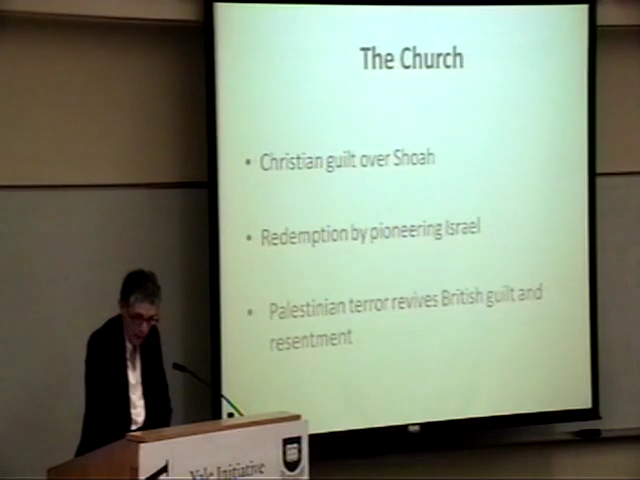 The Church
• Christian guilt over Shoah
• Redemption by pioneering Israel
• Palestinian terror revives British guilt and
resentment
Yale Initiative